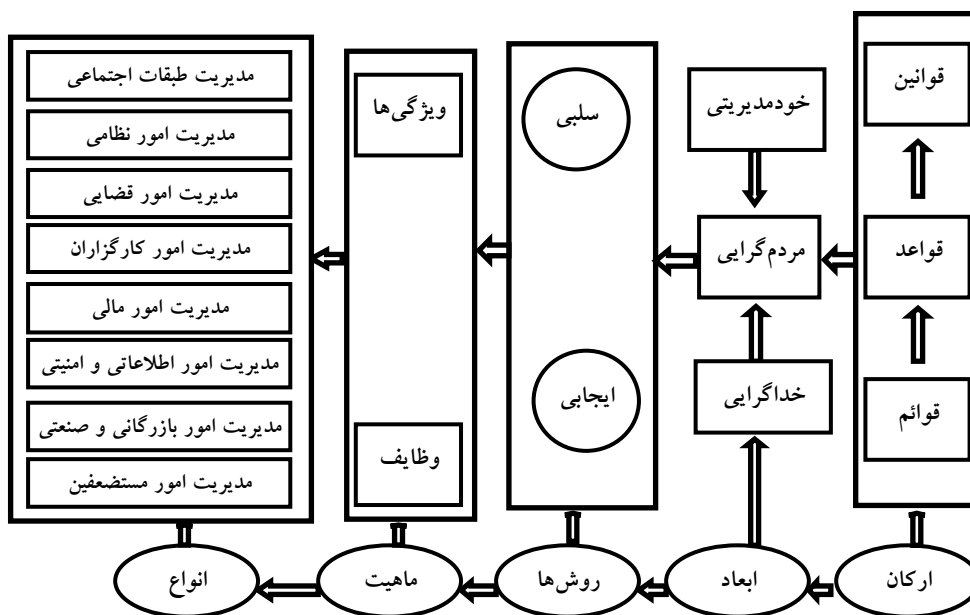 قوانین
قواعد
قوائم
ارکان
خودمدیریتی
مردم‌گرایی
خداگرایی
ابعاد
سلبی
ایجابی
روش‌ها
ویژگی‌ها
وظایف
ماهیت
مدیریت طبقات اجتماعی
مدیریت امور نظامی
مدیریت امور قضایی
مدیریت امور کارگزاران
مدیریت امور مالی
مدیریت امور اطلاعاتی و امنیتی
مدیریت امور بازرگانی و صنعتی
مدیریت امور مستضعفین
انواع